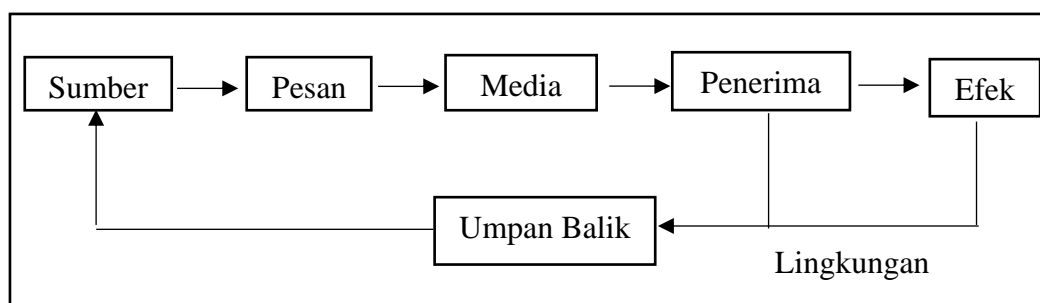 Sumber
Pesan
Media
Penerima
Efek
Umpan Balik
Lingkungan